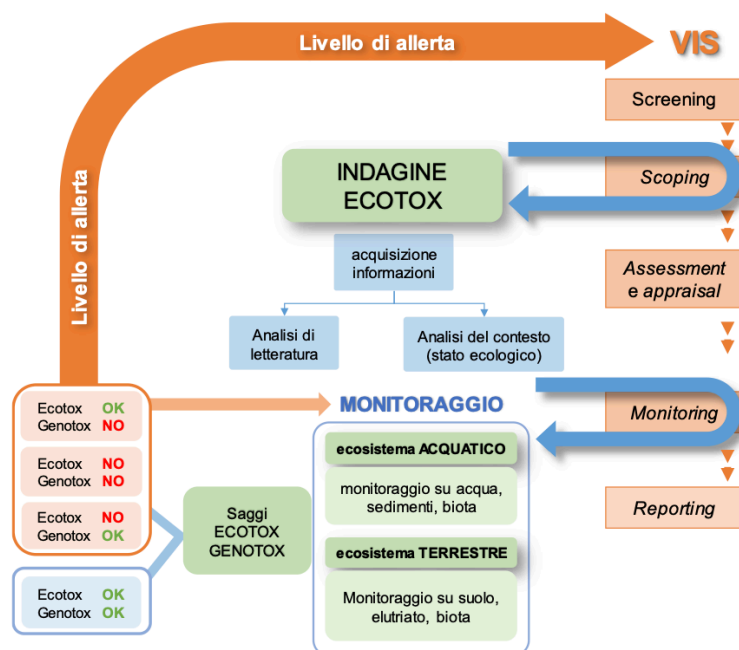 Livello di allerta
VIS
Livello di allerta
Screening
INDAGINE
ECOTOX
Scoping
acquisizione
informazioni
Assessment
e appraisal
Analisi di
letteratura
Analisi del contesto
(stato ecologico)
Ecotox OK
Genotox NO
MONITORAGGIO
Monitoring
ecosistema ACQUATICO
Ecotox NO
Genotox NO
monitoraggio su acqua,
sedimenti, biota
Reporting
Ecotox NO
Genotox OK
Saggi
ECOTOX
GENOTOX
ecosistema TERRESTRE
Ecotox OK
Genotox OK
Monitoraggio su suolo,
elutriato, biota